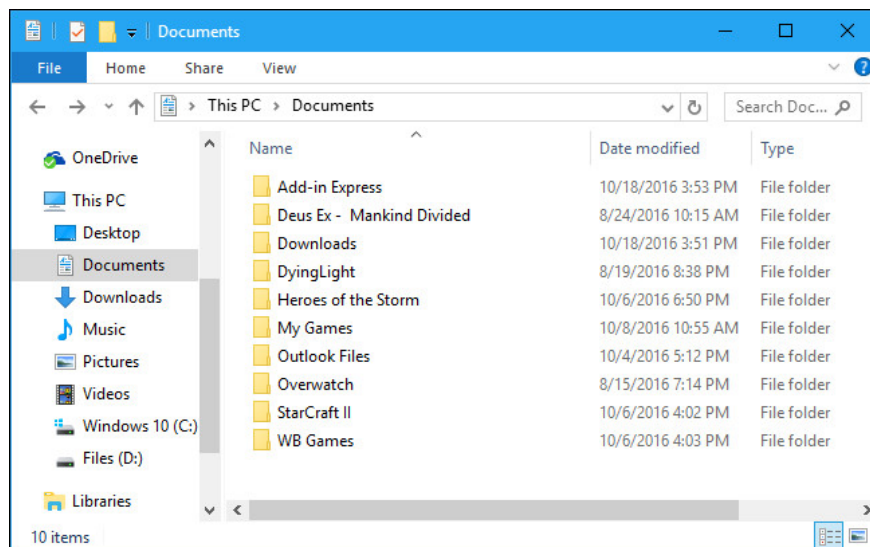 Documents
File Home Share View
This PC > Documents Search Doc...
Name Date modified Type
OneDrive
This PC
Desktop
Documents
Downloads
Music
Pictures
Videos
Windows 10 (C:)
Files (D:)
Libraries
Add-in Express 10/18/2016 3:53 PM File folder
Deus Ex - Mankind Divided 8/24/2016 10:15 AM File folder
Downloads 10/18/2016 3:51 PM File folder
DyingLight 8/19/2016 8:38 PM File folder
Heroes of the Storm 10/6/2016 6:50 PM File folder
My Games 10/8/2016 10:55 AM File folder
Outlook Files 10/4/2016 5:12 PM File folder
Overwatch 8/15/2016 7:14 PM File folder
StarCraft II 10/6/2016 4:02 PM File folder
WB Games 10/6/2016 4:03 PM File folder
10 items